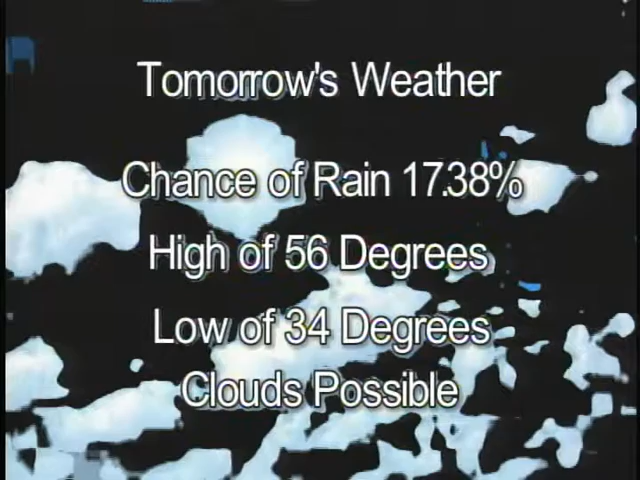 Tomorrow's Weather
Chance of Rain 17.38%
High of 56 Degrees
Low of 34 Degrees
Clouds Possible